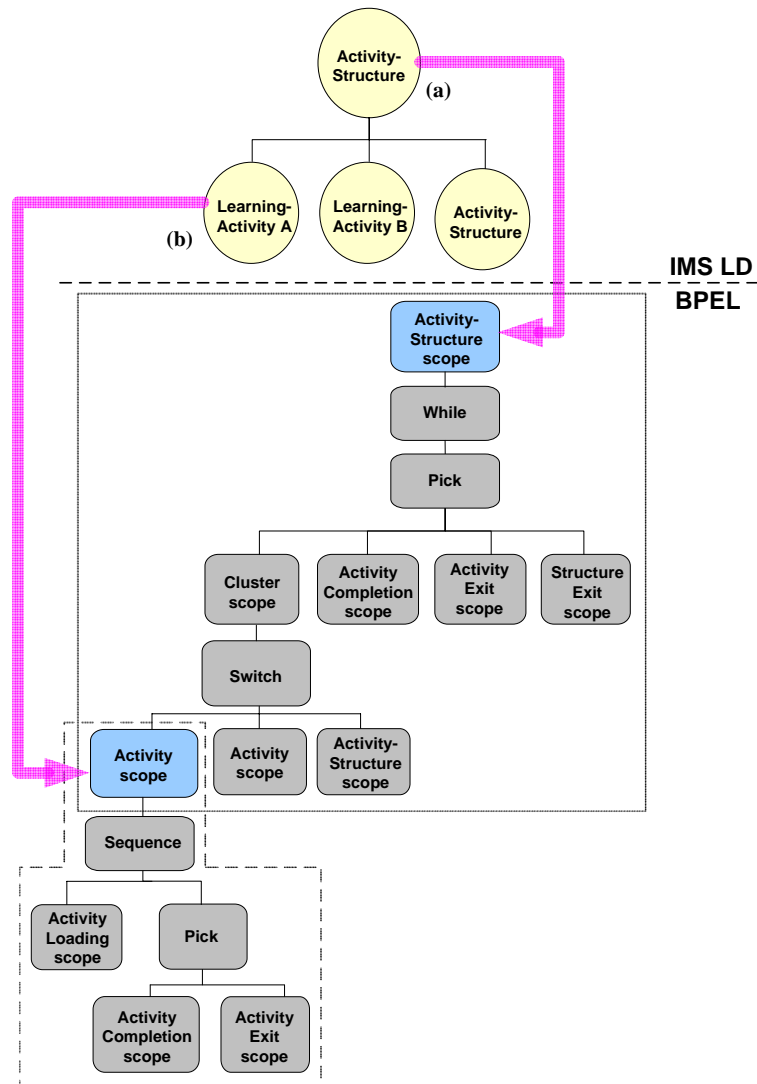 Activity-
Structure
(a)
Learning-
Activity A
Learning-
Activity B
Activity-
Structure
(b)
IMS LD
BPEL
Activity-
Structure
scope
While
Pick
Cluster
scope
Activity
Completion
scope
Activity
Exit
scope
Structure
Exit
scope
Switch
Activity
scope
Activity
scope
Activity-
Structure
scope
Sequence
Activity
Loading
scope
Pick
Activity
Completion
scope
Activity
Exit
scope